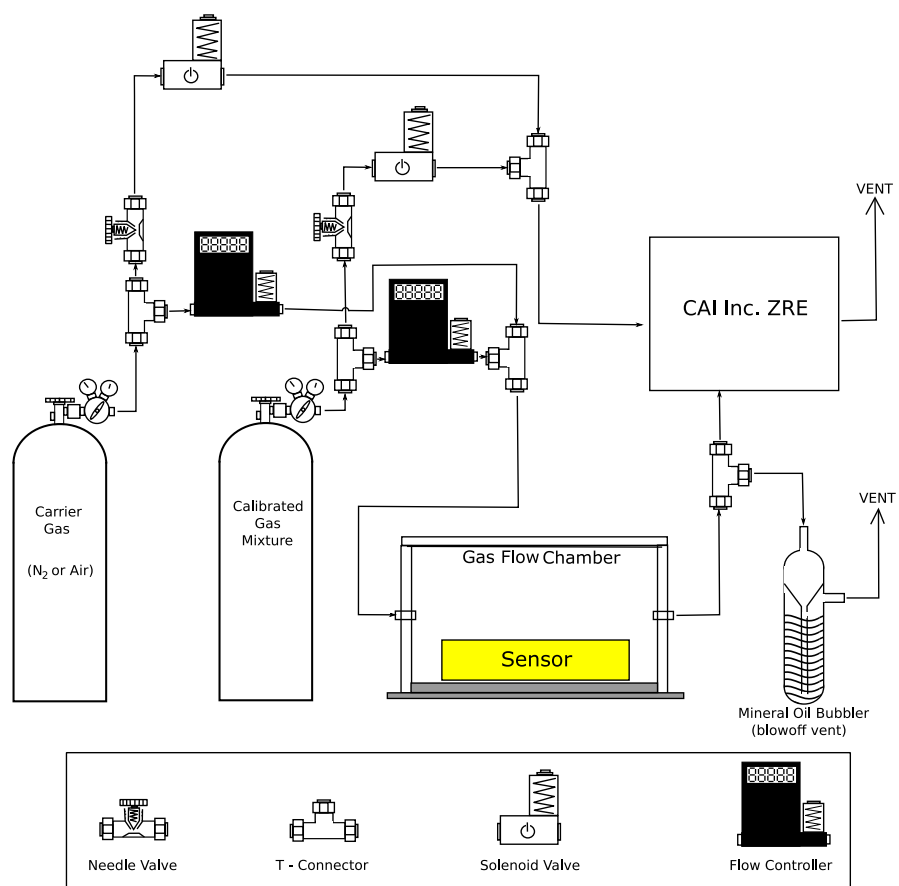 VENT
CAI Inc. ZRE
Carrier
Gas
(N₂ or Air)
Calibrated
Gas
Mixture
VENT
Gas Flow Chamber
Sensor
Mineral Oil Bubbler
(blowoff vent)
Needle Valve
T - Connector
Solenoid Valve
Flow Controller